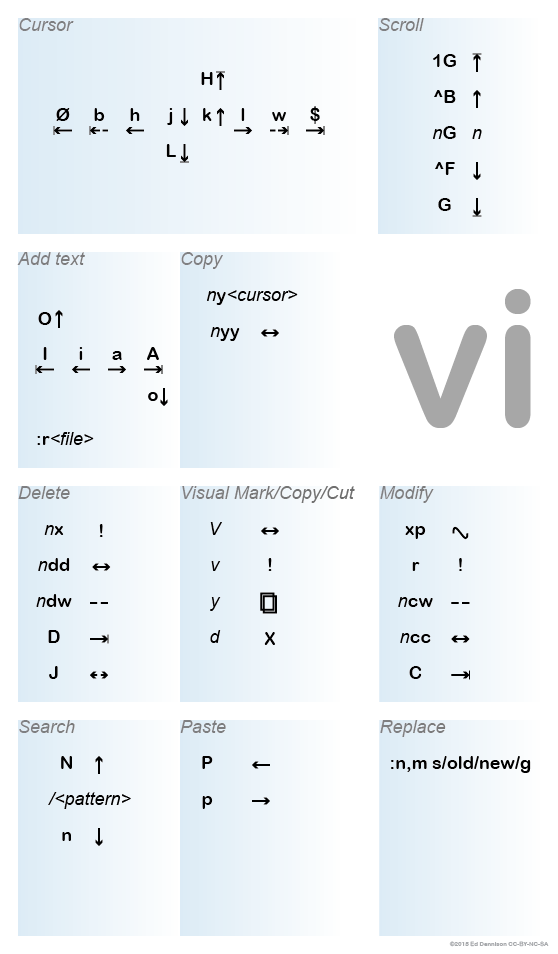 Cursor
H
Ø b h j k l w $
L
Scroll
1G
^B
nG n
^F
G
Add text
O
I i a A
o
:r<file>
Copy
ny<cursor>
nyy
vi
Delete
nx !
ndd
ndw --
D
J
Visual Mark/Copy/Cut
V
v !
y
d X
Modify
xp
r !
ncw --
ncc
C
Search
N
/<pattern>
n
Paste
P
p
Replace
:n,m s/old/new/g
©2018 Ed Dennison CC-BY-NC-SA